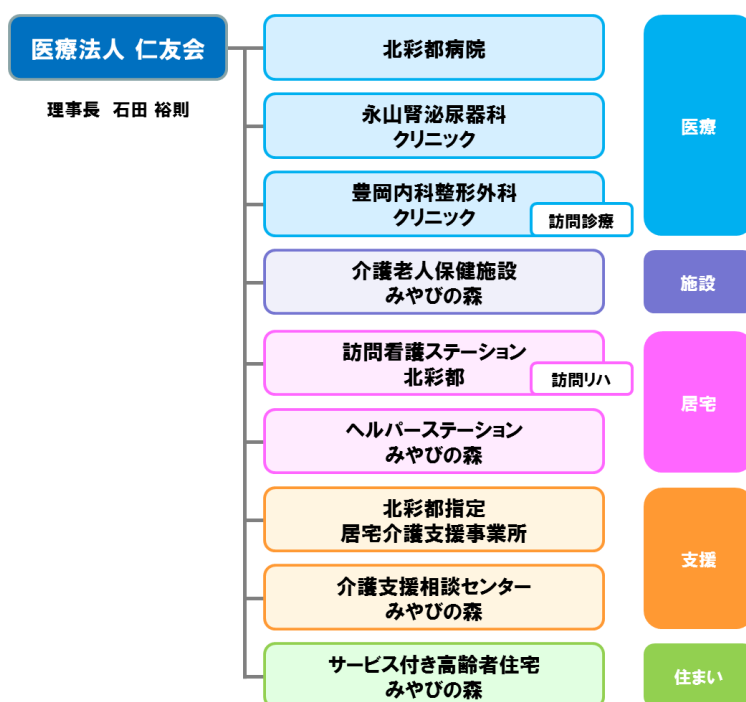 医療法人 仁友会
理事長 石田 裕則
北彩都病院
永山腎泌尿器科
クリニック
豊岡内科整形外科
クリニック
訪問診療
医療
介護老人保健施設
みやびの森
施設
訪問看護ステーション
北彩都
訪問リハ
ヘルパーステーション
みやびの森
居宅
北彩都指定
居宅介護支援事業所
介護支援相談センター
みやびの森
支援
サービス付き高齢者住宅
みやびの森
住まい